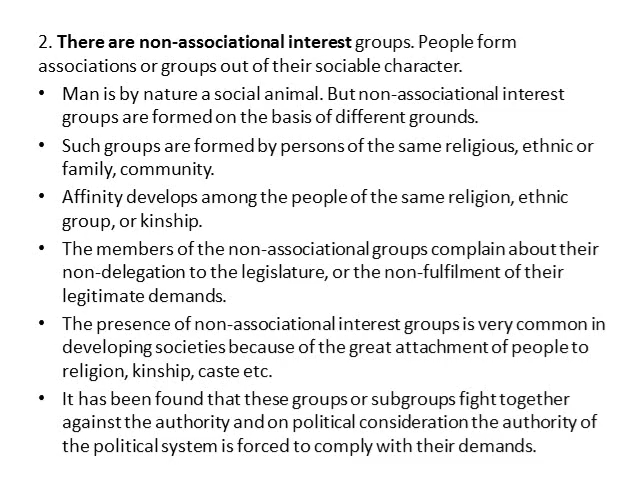 2. There are non-associational interest groups. People form
associations or groups out of their sociable character.
• Man is by nature a social animal. But non-associational interest
groups are formed on the basis of different grounds.
• Such groups are formed by persons of the same religious, ethnic or
family, community.
• Affinity develops among the people of the same religion, ethnic
group, or kinship.
• The members of the non-associational groups complain about their
non-delegation to the legislature, or the non-fulfilment of their
legitimate demands.
• The presence of non-associational interest groups is very common in
developing societies because of the great attachment of people to
religion, kinship, caste etc.
• It has been found that these groups or subgroups fight together
against the authority and on political consideration the authority of
the political system is forced to comply with their demands.